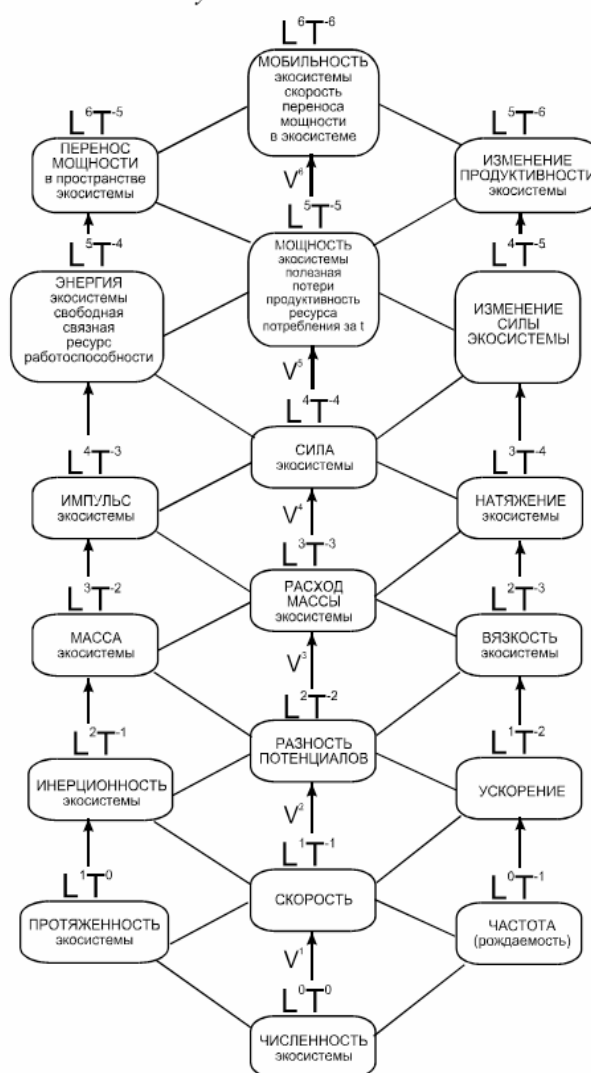 L⁶T⁻⁶
МОБИЛЬНОСТЬ
экосистемы
скорость
переноса
мощности
в экосистеме
L⁶T⁻⁵
ПЕРЕНОС
МОЩНОСТИ
в пространстве
экосистемы
L⁵T⁻⁶
ИЗМЕНЕНИЕ
ПРОДУКТИВНОСТИ
экосистемы
V⁶
L⁵T⁻⁵
МОЩНОСТЬ
экосистемы
полезная
потери
продуктивность
ресурса
потребления за t
L⁵T⁻⁴
ЭНЕРГИЯ
экосистемы
свободная
связная
ресурс
работоспособности
L⁴T⁻⁵
ИЗМЕНЕНИЕ
СИЛЫ
ЭКОСИСТЕМЫ
V⁵
L⁴T⁻⁴
СИЛА
экосистемы
L⁴T⁻³
ИМПУЛЬС
экосистемы
L³T⁻⁴
НАТЯЖЕНИЕ
экосистемы
V⁴
L³T⁻³
РАСХОД
МАССЫ
экосистемы
L³T⁻²
МАССА
экосистемы
L²T⁻³
ВЯЗКОСТЬ
экосистемы
V³
L²T⁻²
РАЗНОСТЬ
ПОТЕНЦИАЛОВ
L²T⁻¹
ИНЕРЦИОННОСТЬ
экосистемы
L¹T⁻²
УСКОРЕНИЕ
V²
L¹T⁻¹
СКОРОСТЬ
L¹T⁰
ПРОТЯЖЕННОСТЬ
экосистемы
L⁰T⁻¹
ЧАСТОТА
(рождаемость)
V¹
L⁰T⁰
ЧИСЛЕННОСТЬ
экосистемы